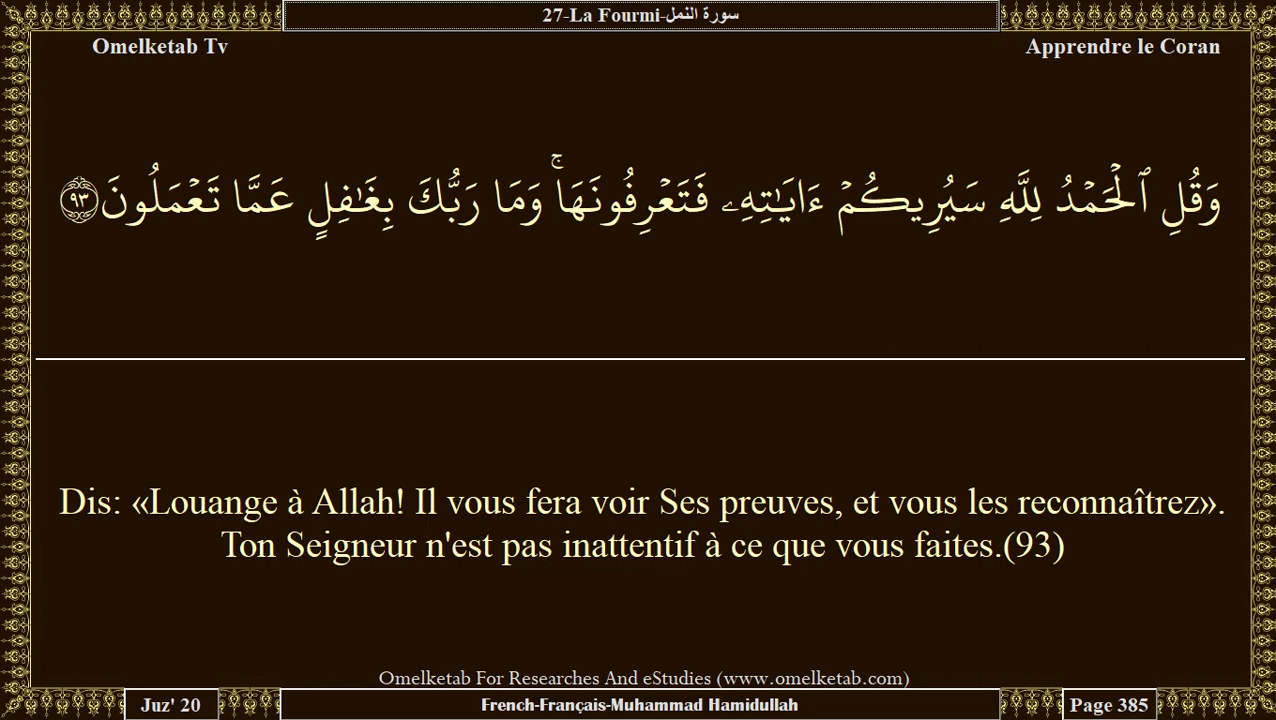 27-La Fourmi-سورة النمل
Omelketab Tv
Apprendre le Coran
وَقُلِ ٱلْحَمْدُ لِلَّهِ سَيُرِيكُمْ ءَايَٰتِهِۦ فَتَعْرِفُونَهَا ۚ وَمَا رَبُّكَ بِغَٰفِلٍ عَمَّا تَعْمَلُونَ ٩٣
Dis: «Louange à Allah! Il vous fera voir Ses preuves, et vous les reconnaîtrez».
Ton Seigneur n'est pas inattentif à ce que vous faites.(93)
Omelketab For Researches And eStudies (www.omelketab.com)
Juz' 20
French-Français-Muhammad Hamidullah
Page 385